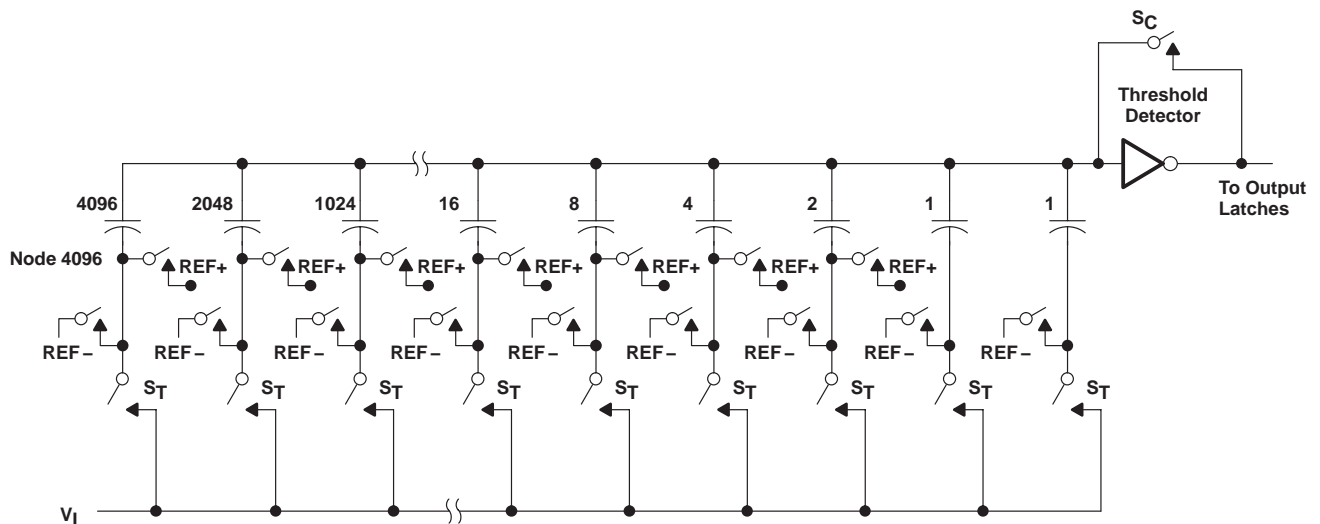 SC
Threshold
Detector
To Output
Latches
4096 2048 1024 16 8 4 2 1 1
Node 4096 REF+ REF+ REF+ REF+ REF+ REF+ REF+
REF– REF– REF– REF– REF– REF– REF– REF– REF–
ST ST ST ST ST ST ST ST ST
VI